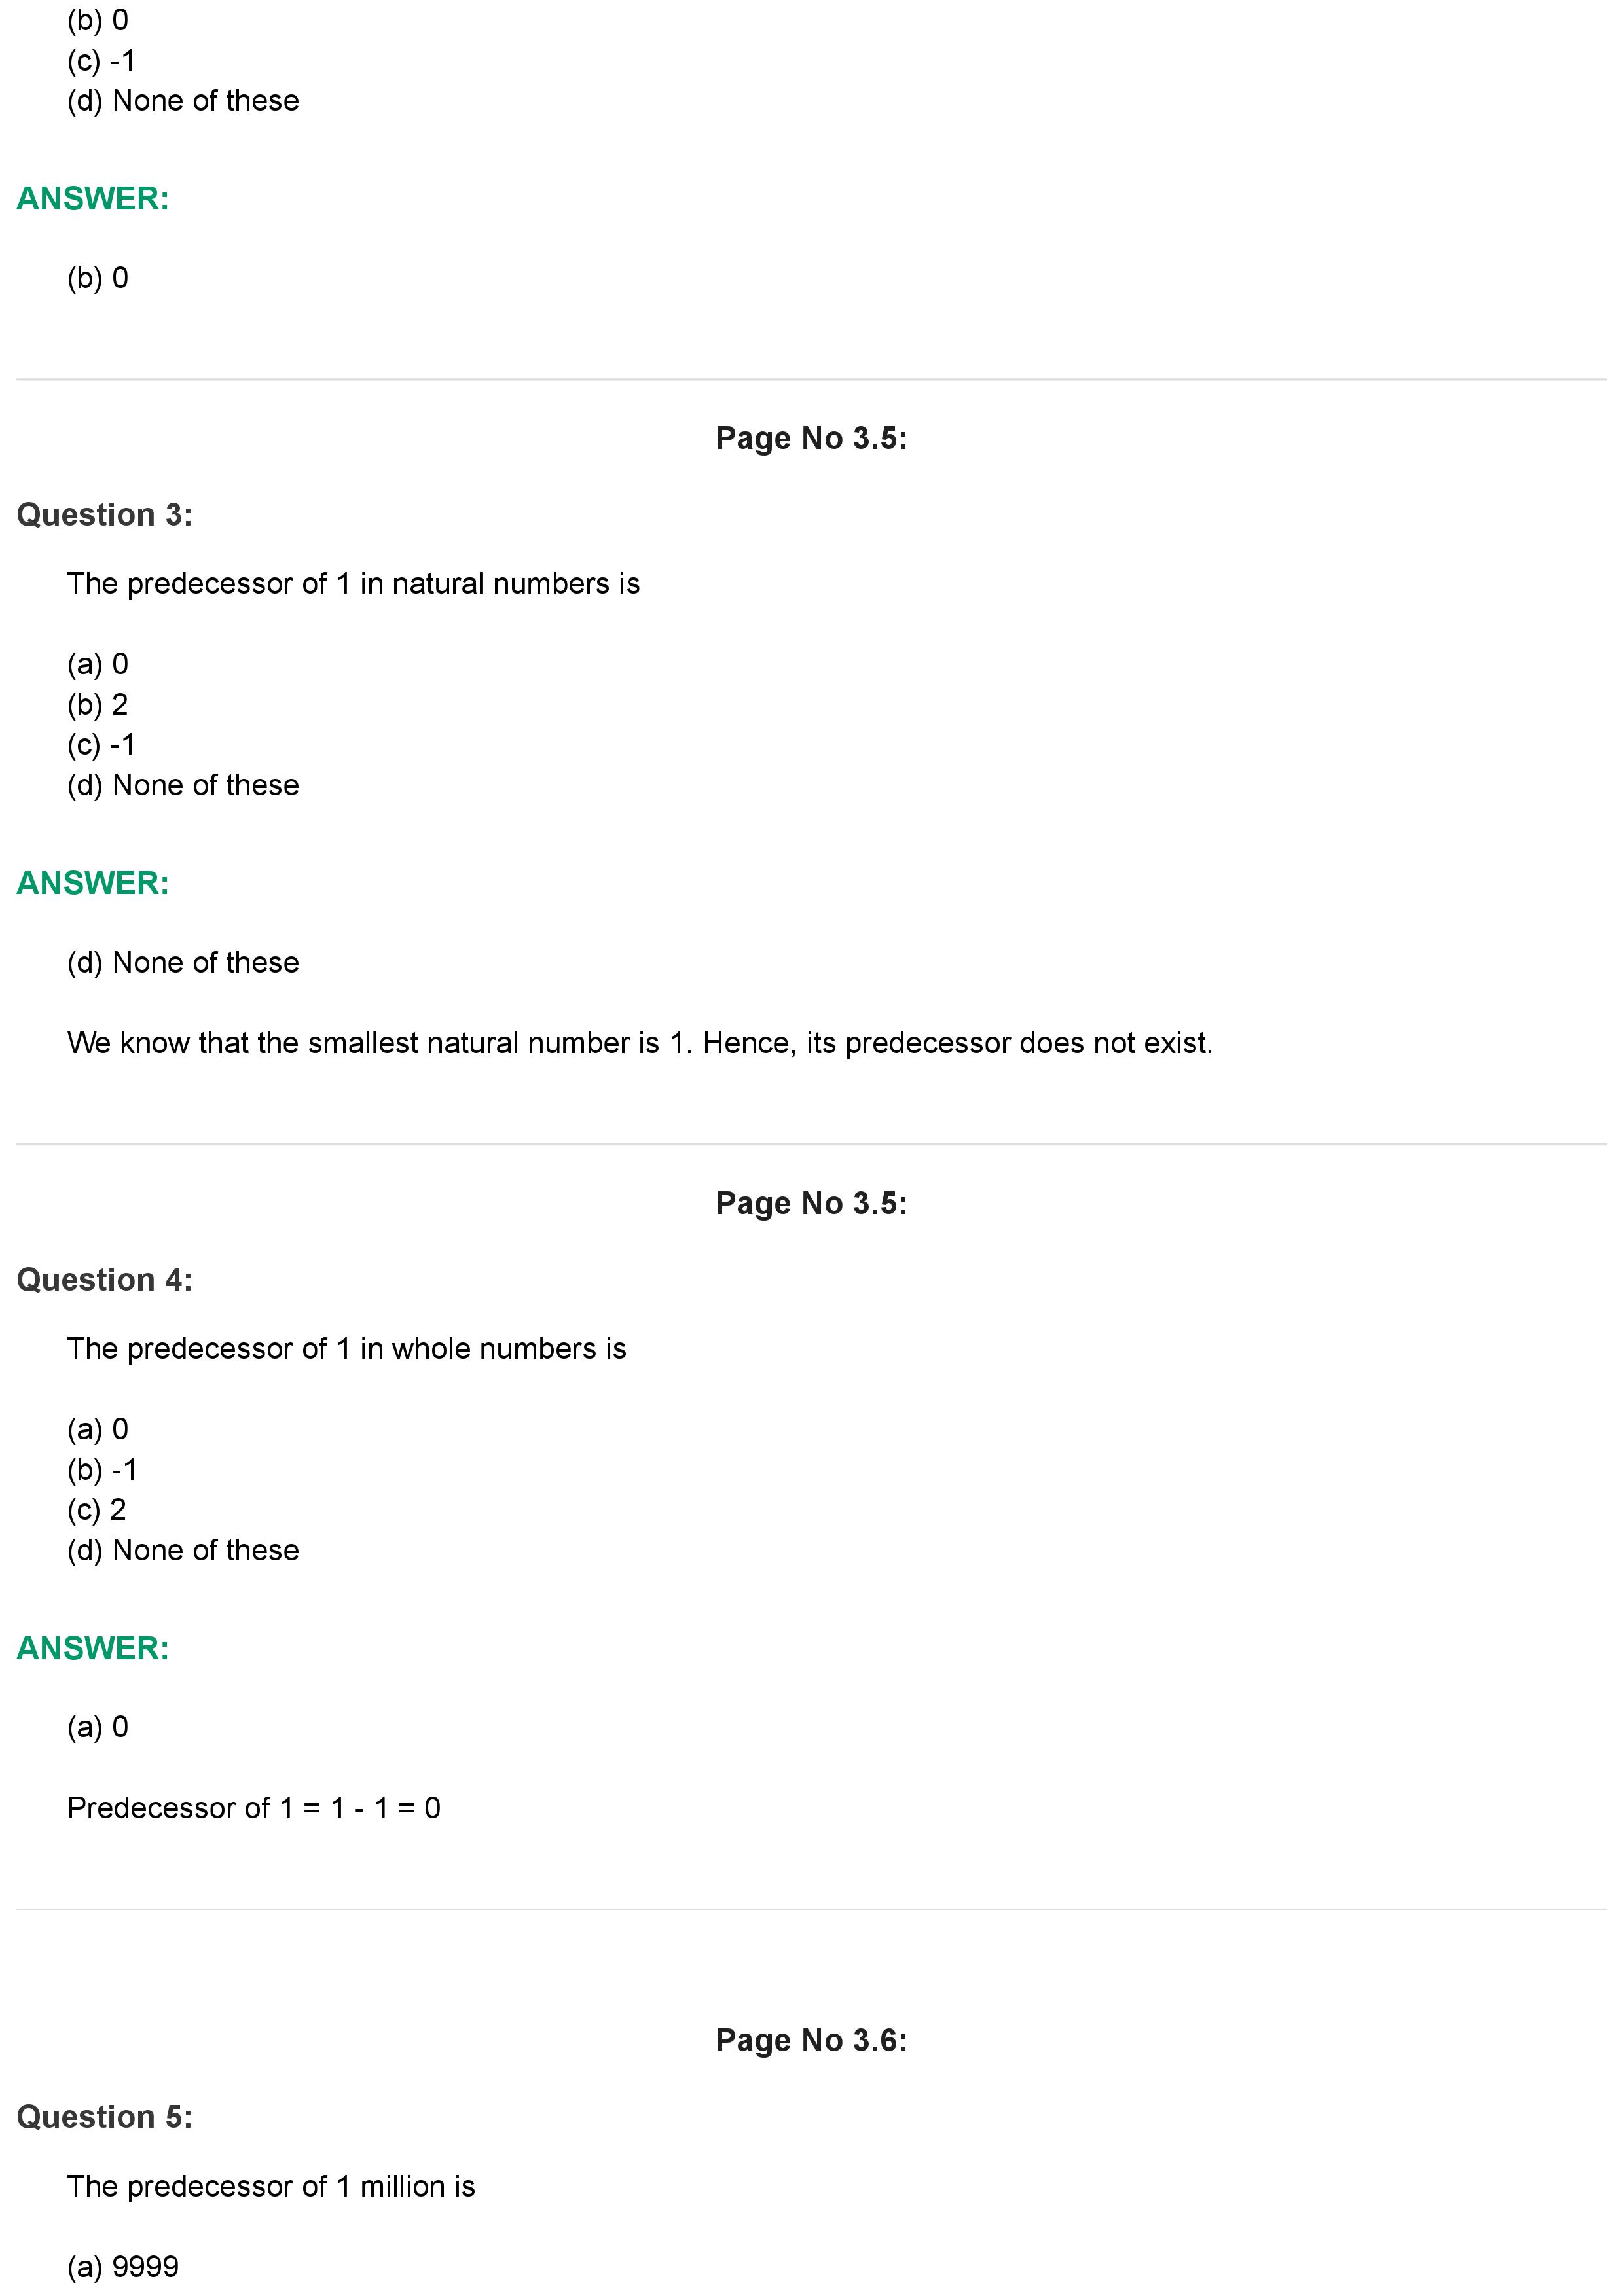 (b) 0
(c) -1
(d) None of these
ANSWER:
(b) 0
Page No 3.5:
Question 3:
The predecessor of 1 in natural numbers is
(a) 0
(b) 2
(c) -1
(d) None of these
ANSWER:
(d) None of these
We know that the smallest natural number is 1. Hence, its predecessor does not exist.
Page No 3.5:
Question 4:
The predecessor of 1 in whole numbers is
(a) 0
(b) -1
(c) 2
(d) None of these
ANSWER:
(a) 0
Predecessor of 1 = 1 - 1 = 0
Page No 3.6:
Question 5:
The predecessor of 1 million is
(a) 9999